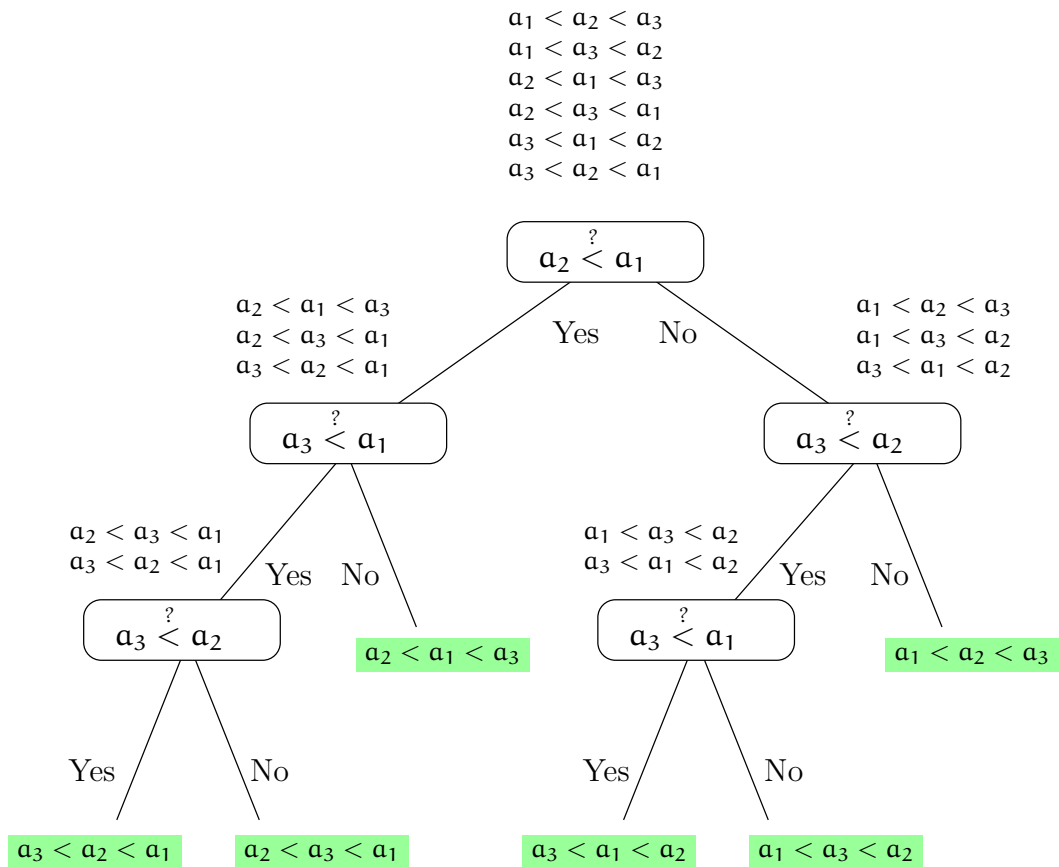 a₁ < a₂ < a₃
a₁ < a₃ < a₂
a₂ < a₁ < a₃
a₂ < a₃ < a₁
a₃ < a₁ < a₂
a₃ < a₂ < a₁
?
a₂ < a₁
a₂ < a₁ < a₃
a₂ < a₃ < a₁
a₃ < a₂ < a₁
Yes No
a₁ < a₂ < a₃
a₁ < a₃ < a₂
a₃ < a₁ < a₂
?
a₃ < a₁
?
a₃ < a₂
a₂ < a₃ < a₁
a₃ < a₂ < a₁
Yes No
a₁ < a₃ < a₂
a₃ < a₁ < a₂
Yes No
?
a₃ < a₂
a₂ < a₁ < a₃
?
a₃ < a₁
a₁ < a₂ < a₃
Yes No
Yes No
a₃ < a₂ < a₁
a₂ < a₃ < a₁
a₃ < a₁ < a₂
a₁ < a₃ < a₂